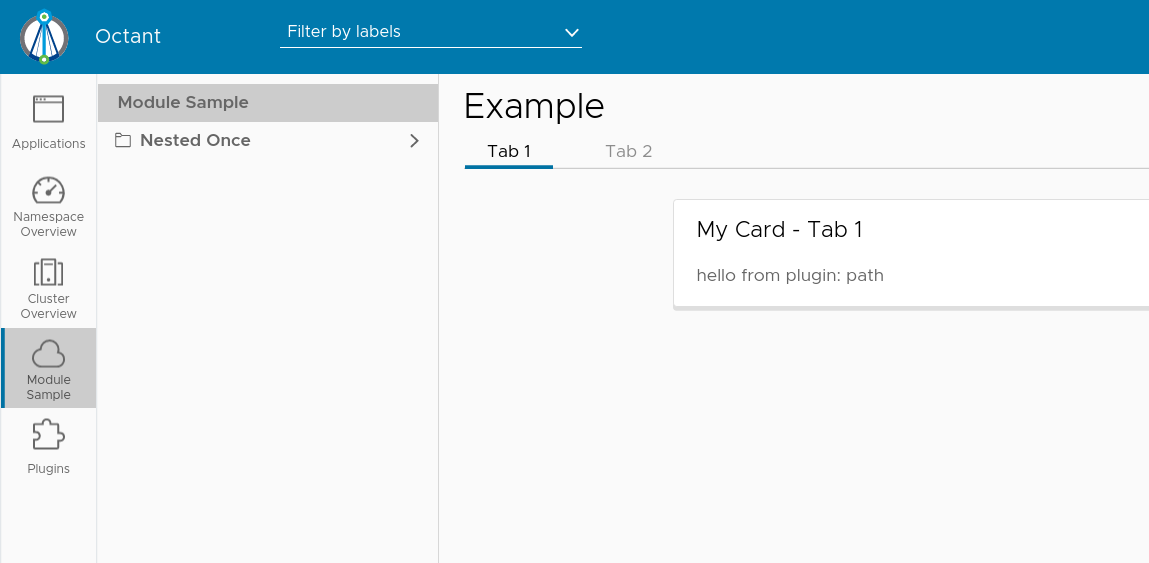 Octant
Filter by labels
Applications
Namespace
Overview
Cluster
Overview
Module
Sample
Plugins
Module Sample
Nested Once
Example
Tab 1
Tab 2
My Card - Tab 1
hello from plugin: path